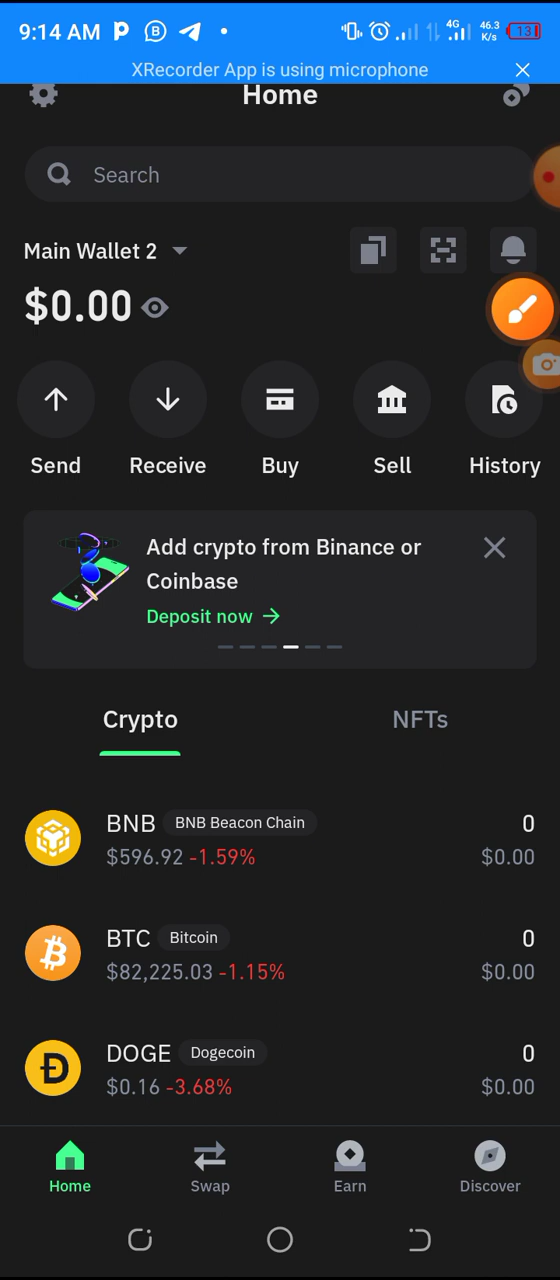 9:14 AM
4G
46.3
K/s
13
XRecorder App is using microphone
Home
Search
Main Wallet 2
$0.00
Send Receive Buy Sell History
Add crypto from Binance or
Coinbase
Deposit now →
Crypto NFTs
BNB BNB Beacon Chain 0
$596.92 -1.59% $0.00
BTC Bitcoin 0
$82,225.03 -1.15% $0.00
DOGE Dogecoin 0
$0.16 -3.68% $0.00
Home Swap Earn Discover